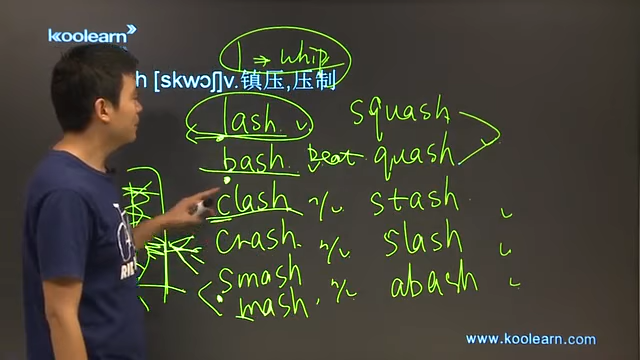 koolearn
l → whip
h [skwɔʃ]v.镇压,压制
lash v squash
bash Beat quash
clash n/v stash v
crash n/v slash v
smash
mash n/v abash v
www.koolearn.com